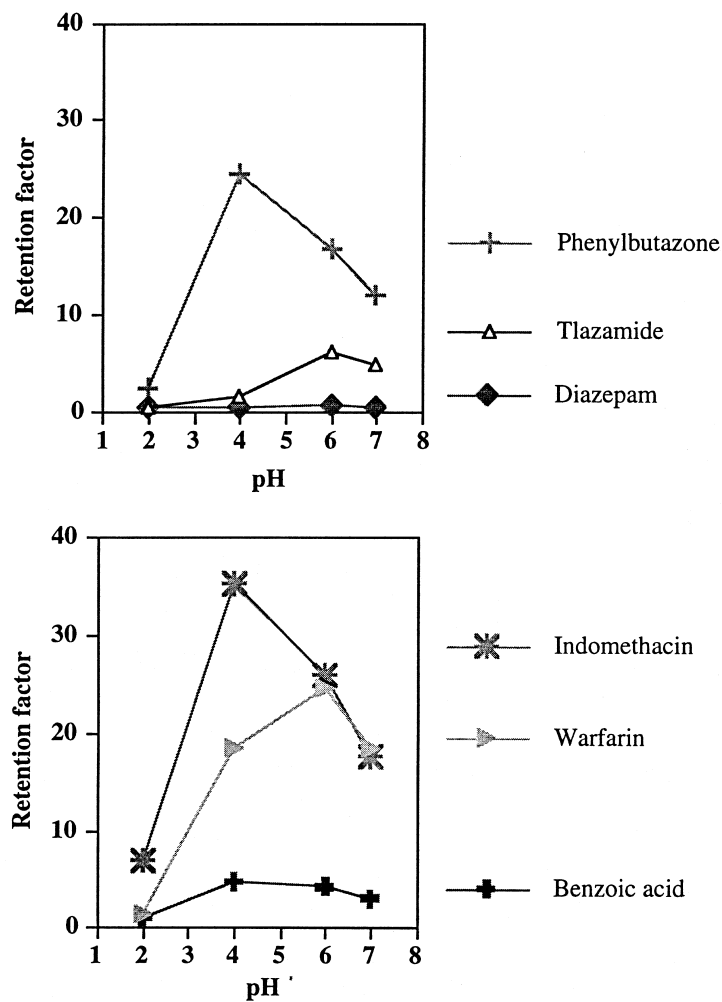 40
30
20
10
0
Retention factor
1 2 3 4 5 6 7 8
pH
Phenylbutazone
Tlazamide
Diazepam
40
30
20
10
0
Retention factor
1 2 3 4 5 6 7 8
pH
Indomethacin
Warfarin
Benzoic acid